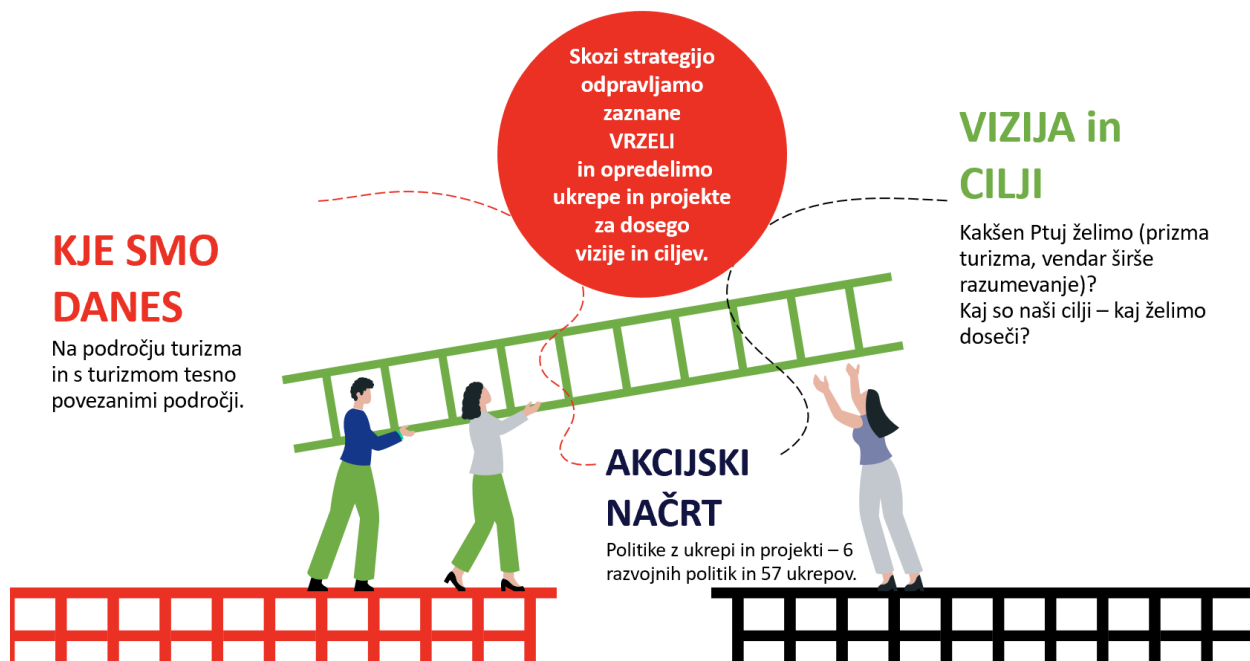 KJE SMO
DANES
Na področju turizma
in s turizmom tesno
povezanimi področji.
Skozi strategijo
odpravljamo
zaznane
VRZELI
in opredelimo
ukrepe in projekte
za dosego
vizije in ciljev.
AKCIJSKI
NAČRT
Politike z ukrepi in projekti – 6
razvojnih politik in 57 ukrepov.
VIZIJA in
CILJI
Kakšen Ptuj želimo (prizma
turizma, vendar širše
razumevanje)?
Kaj so naši cilji – kaj želimo
doseči?